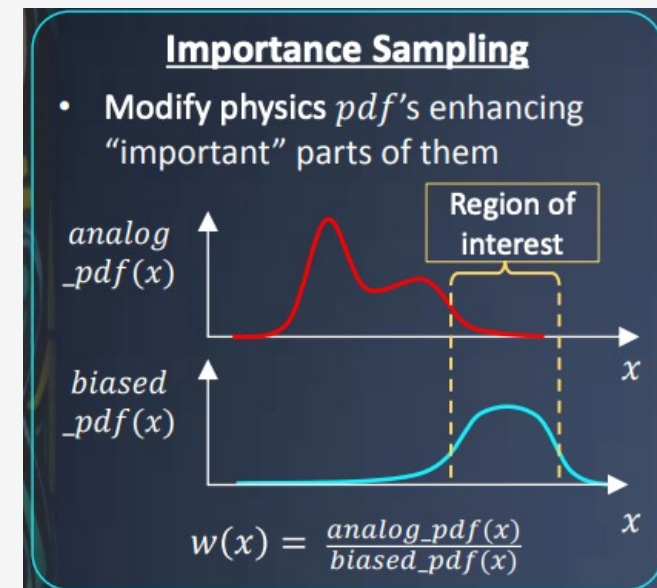 Importance Sampling
• Modify physics pdf's enhancing
"important" parts of them
Region of
interest
analog
_pdf(x)
x
biased
_pdf(x)
x
w(x) = analog_pdf(x)/biased_pdf(x)